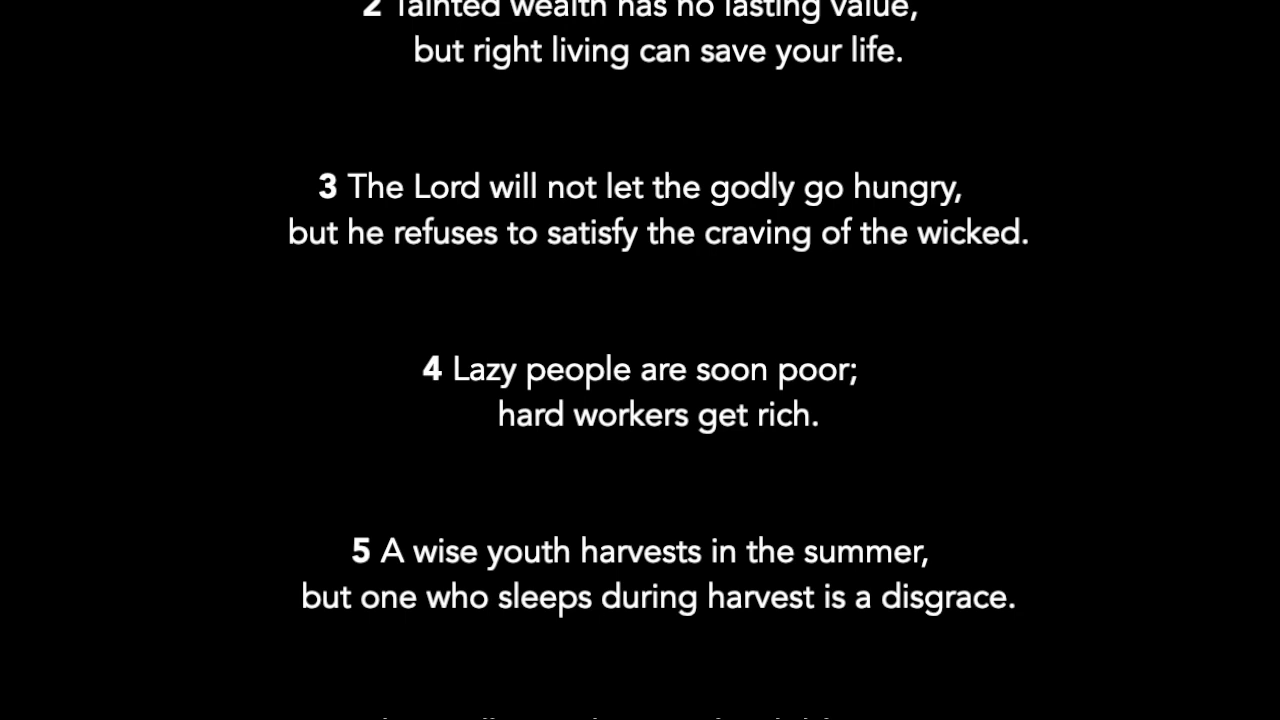 2 Tainted wealth has no lasting value,
but right living can save your life.
3 The Lord will not let the godly go hungry,
but he refuses to satisfy the craving of the wicked.
4 Lazy people are soon poor;
hard workers get rich.
5 A wise youth harvests in the summer,
but one who sleeps during harvest is a disgrace.